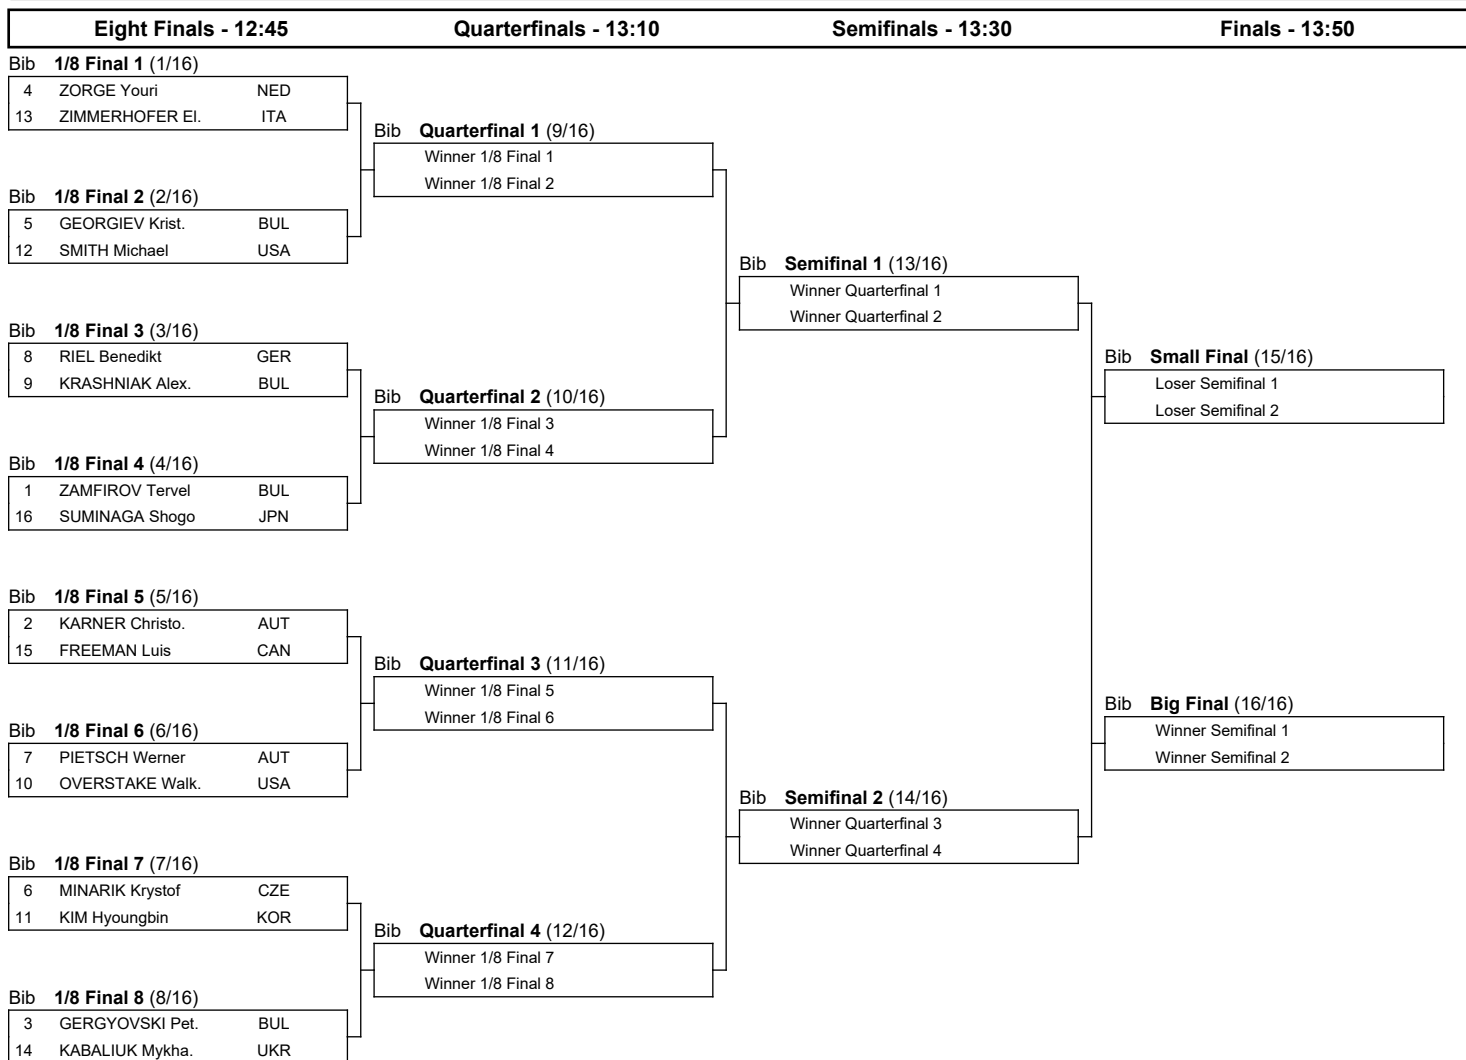 Eight Finals - 12:45 Quarterfinals - 13:10 Semifinals - 13:30 Finals - 13:50
Bib 1/8 Final 1 (1/16)
4 ZORGE Youri NED
13 ZIMMERHOFER El. ITA
Bib 1/8 Final 2 (2/16)
5 GEORGIEV Krist. BUL
12 SMITH Michael USA
Bib 1/8 Final 3 (3/16)
8 RIEL Benedikt GER
9 KRASHNIAK Alex. BUL
Bib 1/8 Final 4 (4/16)
1 ZAMFIROV Tervel BUL
16 SUMINAGA Shogo JPN
Bib 1/8 Final 5 (5/16)
2 KARNER Christo. AUT
15 FREEMAN Luis CAN
Bib 1/8 Final 6 (6/16)
7 PIETSCH Werner AUT
10 OVERSTAKE Walk. USA
Bib 1/8 Final 7 (7/16)
6 MINARIK Krystof CZE
11 KIM Hyoungbin KOR
Bib 1/8 Final 8 (8/16)
3 GERGYOVSKI Pet. BUL
14 KABALIUK Mykha. UKR
Bib Quarterfinal 1 (9/16)
Winner 1/8 Final 1
Winner 1/8 Final 2
Bib Quarterfinal 2 (10/16)
Winner 1/8 Final 3
Winner 1/8 Final 4
Bib Quarterfinal 3 (11/16)
Winner 1/8 Final 5
Winner 1/8 Final 6
Bib Quarterfinal 4 (12/16)
Winner 1/8 Final 7
Winner 1/8 Final 8
Bib Semifinal 1 (13/16)
Winner Quarterfinal 1
Winner Quarterfinal 2
Bib Semifinal 2 (14/16)
Winner Quarterfinal 3
Winner Quarterfinal 4
Bib Small Final (15/16)
Loser Semifinal 1
Loser Semifinal 2
Bib Big Final (16/16)
Winner Semifinal 1
Winner Semifinal 2